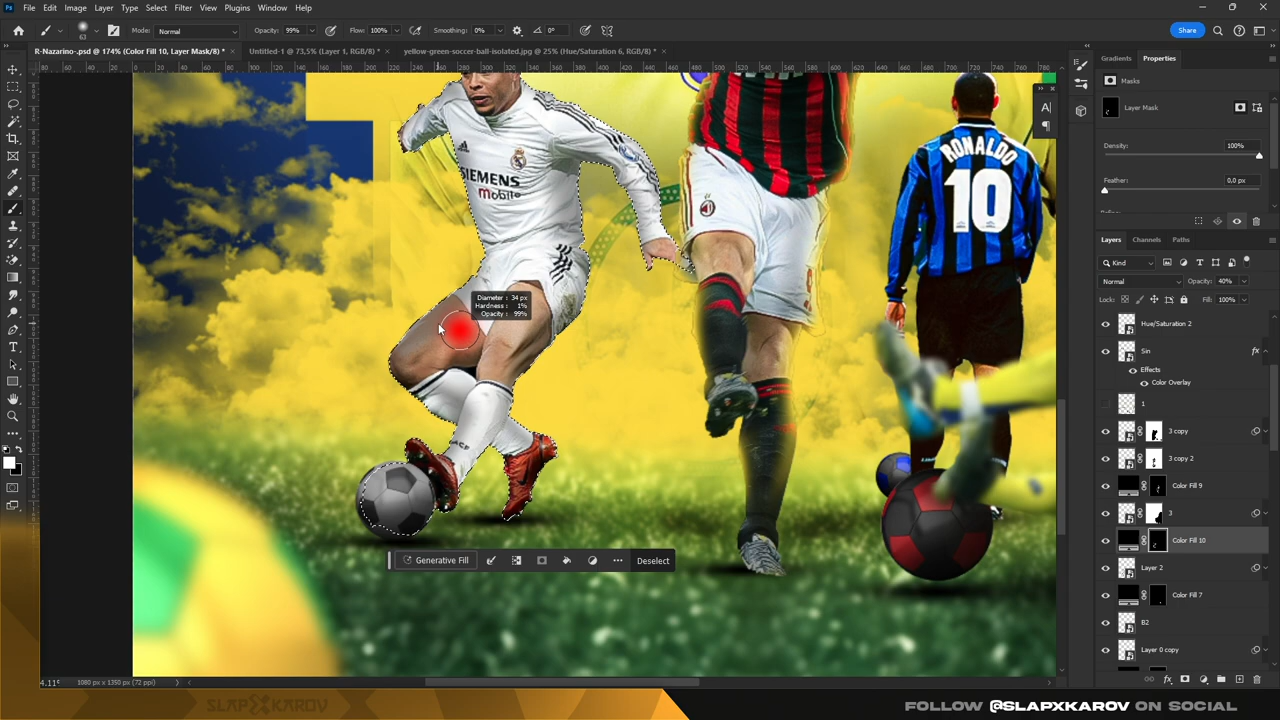 File Edit Image Layer Type Select Filter View Plugins Window Help
Mode: Normal Opacity: 99% Flow: 100% Smoothing: 0% 0° Share
63
R-Nazarino-.psd @ 174% (Color Fill 10, Layer Mask/8) * × Untitled-1 @ 73,5% (Layer 1, RGB/8) * × yellow-green-soccer-ball-isolated.jpg @ 25% (Hue/Saturation 6, RGB/8) * ×
Gradients Properties
Masks
Layer Mask
Density: 100%
Feather: 0,0 px
Layers Channels Paths
Kind
Normal Opacity: 40%
Lock: Fill: 100%
Hue/Saturation 2
Sin fx
Effects
Color Overlay
1
3 copy
3 copy 2
Color Fill 9
3
Color Fill 10
Layer 2
Color Fill 7
B2
Layer 0 copy
SIEMENS
mobile
RONALDO
10
Diameter : 34 px
Hardness : 1%
Opacity : 99%
Generative Fill Deselect
1080 px x 1350 px (72 ppi)
SLAPXKAROV
FOLLOW @SLAPXKAROV ON SOCIAL